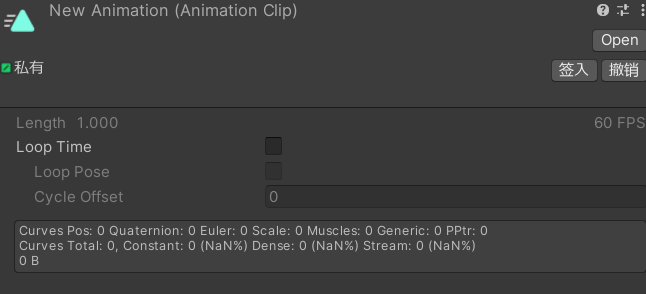 New Animation (Animation Clip)
Open
私有 签入 撤销
Length 1.000 60 FPS
Loop Time
Loop Pose
Cycle Offset 0
Curves Pos: 0 Quaternion: 0 Euler: 0 Scale: 0 Muscles: 0 Generic: 0 PPtr: 0
Curves Total: 0, Constant: 0 (NaN%) Dense: 0 (NaN%) Stream: 0 (NaN%)
0 B